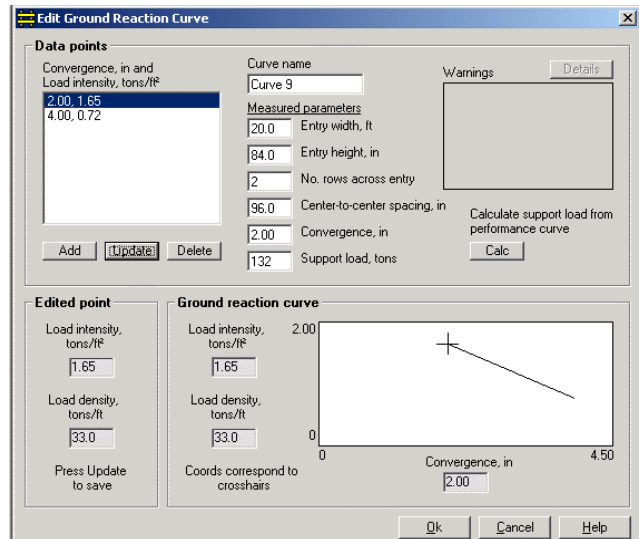 Edit Ground Reaction Curve
Data points
Convergence, in and
Load intensity, tons/ft²
2.00, 1.65
4.00, 0.72
Add
Update
Delete
Curve name
Curve 9
Measured parameters
20.0 Entry width, ft
84.0 Entry height, in
2 No. rows across entry
96.0 Center-to-center spacing, in
2.00 Convergence, in
132 Support load, tons
Warnings
Details
Calculate support load from
performance curve
Calc
Edited point
Load intensity,
tons/ft²
1.65
Load density,
tons/ft
33.0
Press Update
to save
Ground reaction curve
Load intensity,
tons/ft²
1.65
Load density,
tons/ft
33.0
Coords correspond to
crosshairs
2.00
0
0
4.50
Convergence, in
2.00
Ok
Cancel
Help